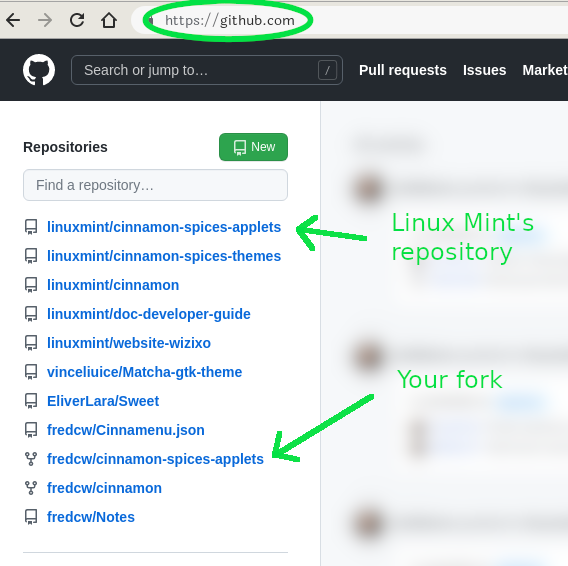 https://github.com
Search or jump to…
/
Pull requests
Issues
Market
Repositories
New
Find a repository…
linuxmint/cinnamon-spices-applets
linuxmint/cinnamon-spices-themes
linuxmint/cinnamon
linuxmint/doc-developer-guide
linuxmint/website-wizixo
vinceliuice/Matcha-gtk-theme
EliverLara/Sweet
fredcw/Cinnamenu.json
fredcw/cinnamon-spices-applets
fredcw/cinnamon
fredcw/Notes
Linux Mint's
repository
Your fork